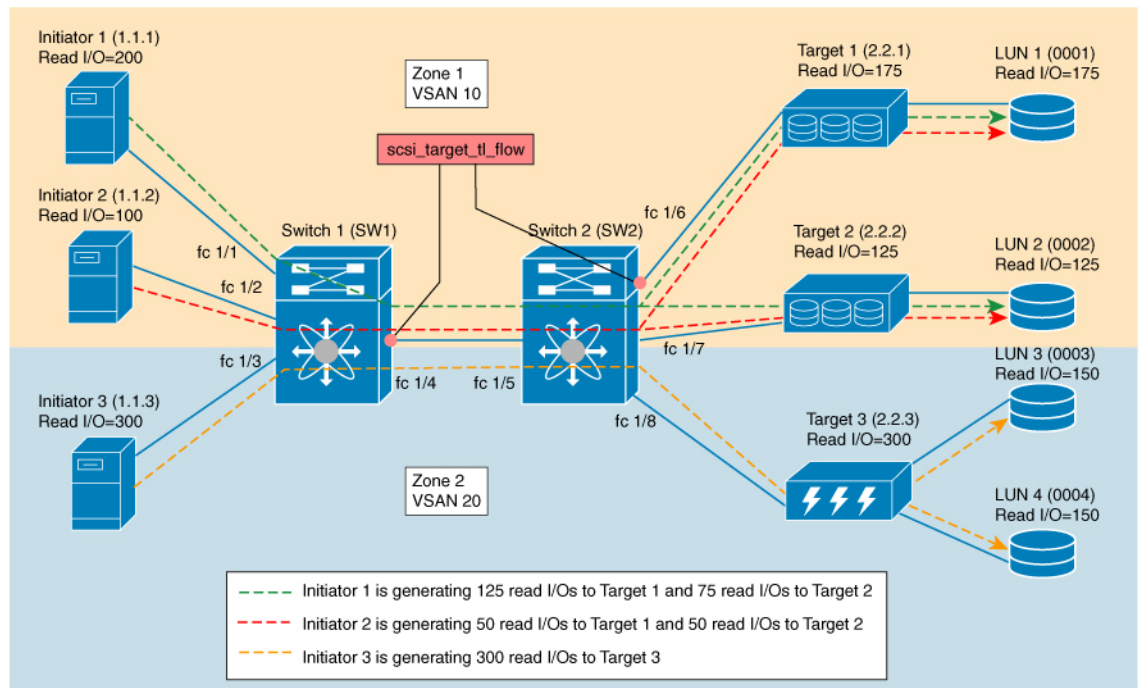 Initiator 1 (1.1.1)
Read I/O=200
Zone 1
VSAN 10
scsi_target_tl_flow
Target 1 (2.2.1)
Read I/O=175
LUN 1 (0001)
Read I/O=175
Initiator 2 (1.1.2)
Read I/O=100
fc 1/1
fc 1/2
Switch 1 (SW1)
Switch 2 (SW2)
fc 1/6
Target 2 (2.2.2)
Read I/O=125
LUN 2 (0002)
Read I/O=125
fc 1/3
fc 1/4
fc 1/5
fc 1/7
fc 1/8
Initiator 3 (1.1.3)
Read I/O=300
Zone 2
VSAN 20
Target 3 (2.2.3)
Read I/O=300
LUN 3 (0003)
Read I/O=150
LUN 4 (0004)
Read I/O=150
Initiator 1 is generating 125 read I/Os to Target 1 and 75 read I/Os to Target 2
Initiator 2 is generating 50 read I/Os to Target 1 and 50 read I/Os to Target 2
Initiator 3 is generating 300 read I/Os to Target 3